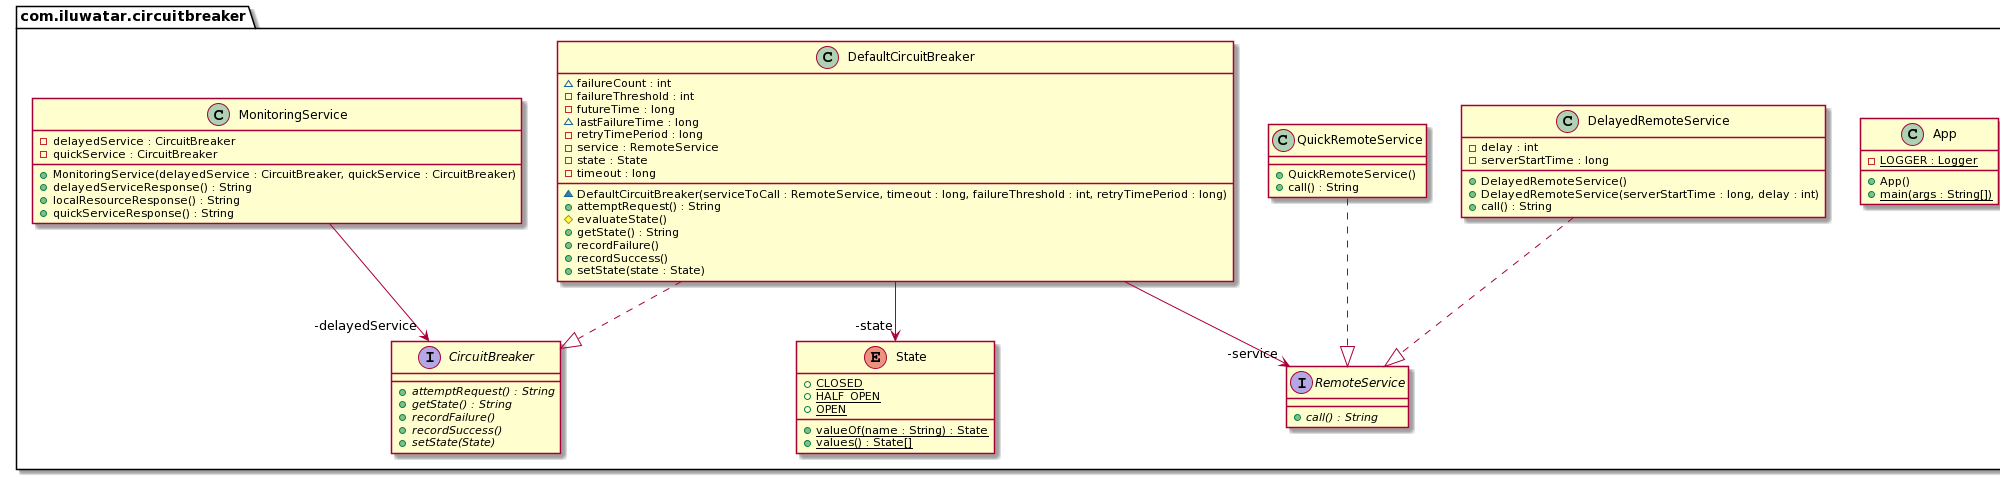 com.iluwatar.circuitbreaker
C MonitoringService
delayedService : CircuitBreaker
quickService : CircuitBreaker
MonitoringService(delayedService : CircuitBreaker, quickService : CircuitBreaker)
delayedServiceResponse() : String
localResourceResponse() : String
quickServiceResponse() : String
C DefaultCircuitBreaker
failureCount : int
failureThreshold : int
futureTime : long
lastFailureTime : long
retryTimePeriod : long
service : RemoteService
state : State
timeout : long
DefaultCircuitBreaker(serviceToCall : RemoteService, timeout : long, failureThreshold : int, retryTimePeriod : long)
attemptRequest() : String
evaluateState()
getState() : String
recordFailure()
recordSuccess()
setState(state : State)
C QuickRemoteService
QuickRemoteService()
call() : String
C DelayedRemoteService
delay : int
serverStartTime : long
DelayedRemoteService()
DelayedRemoteService(serverStartTime : long, delay : int)
call() : String
C App
LOGGER : Logger
App()
main(args : String[])
-delayedService
-state
-service
I CircuitBreaker
attemptRequest() : String
getState() : String
recordFailure()
recordSuccess()
setState(State)
E State
CLOSED
HALF_OPEN
OPEN
valueOf(name : String) : State
values() : State[]
I RemoteService
call() : String